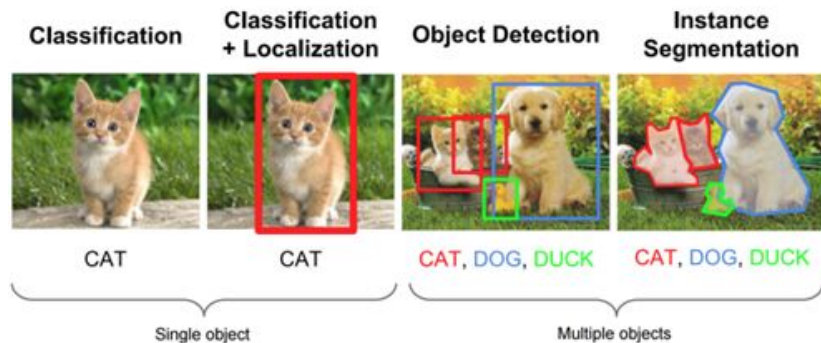 Classification
Classification
+ Localization
Object Detection
Instance
Segmentation
CAT
CAT
CAT, DOG, DUCK
CAT, DOG, DUCK
Single object
Multiple objects